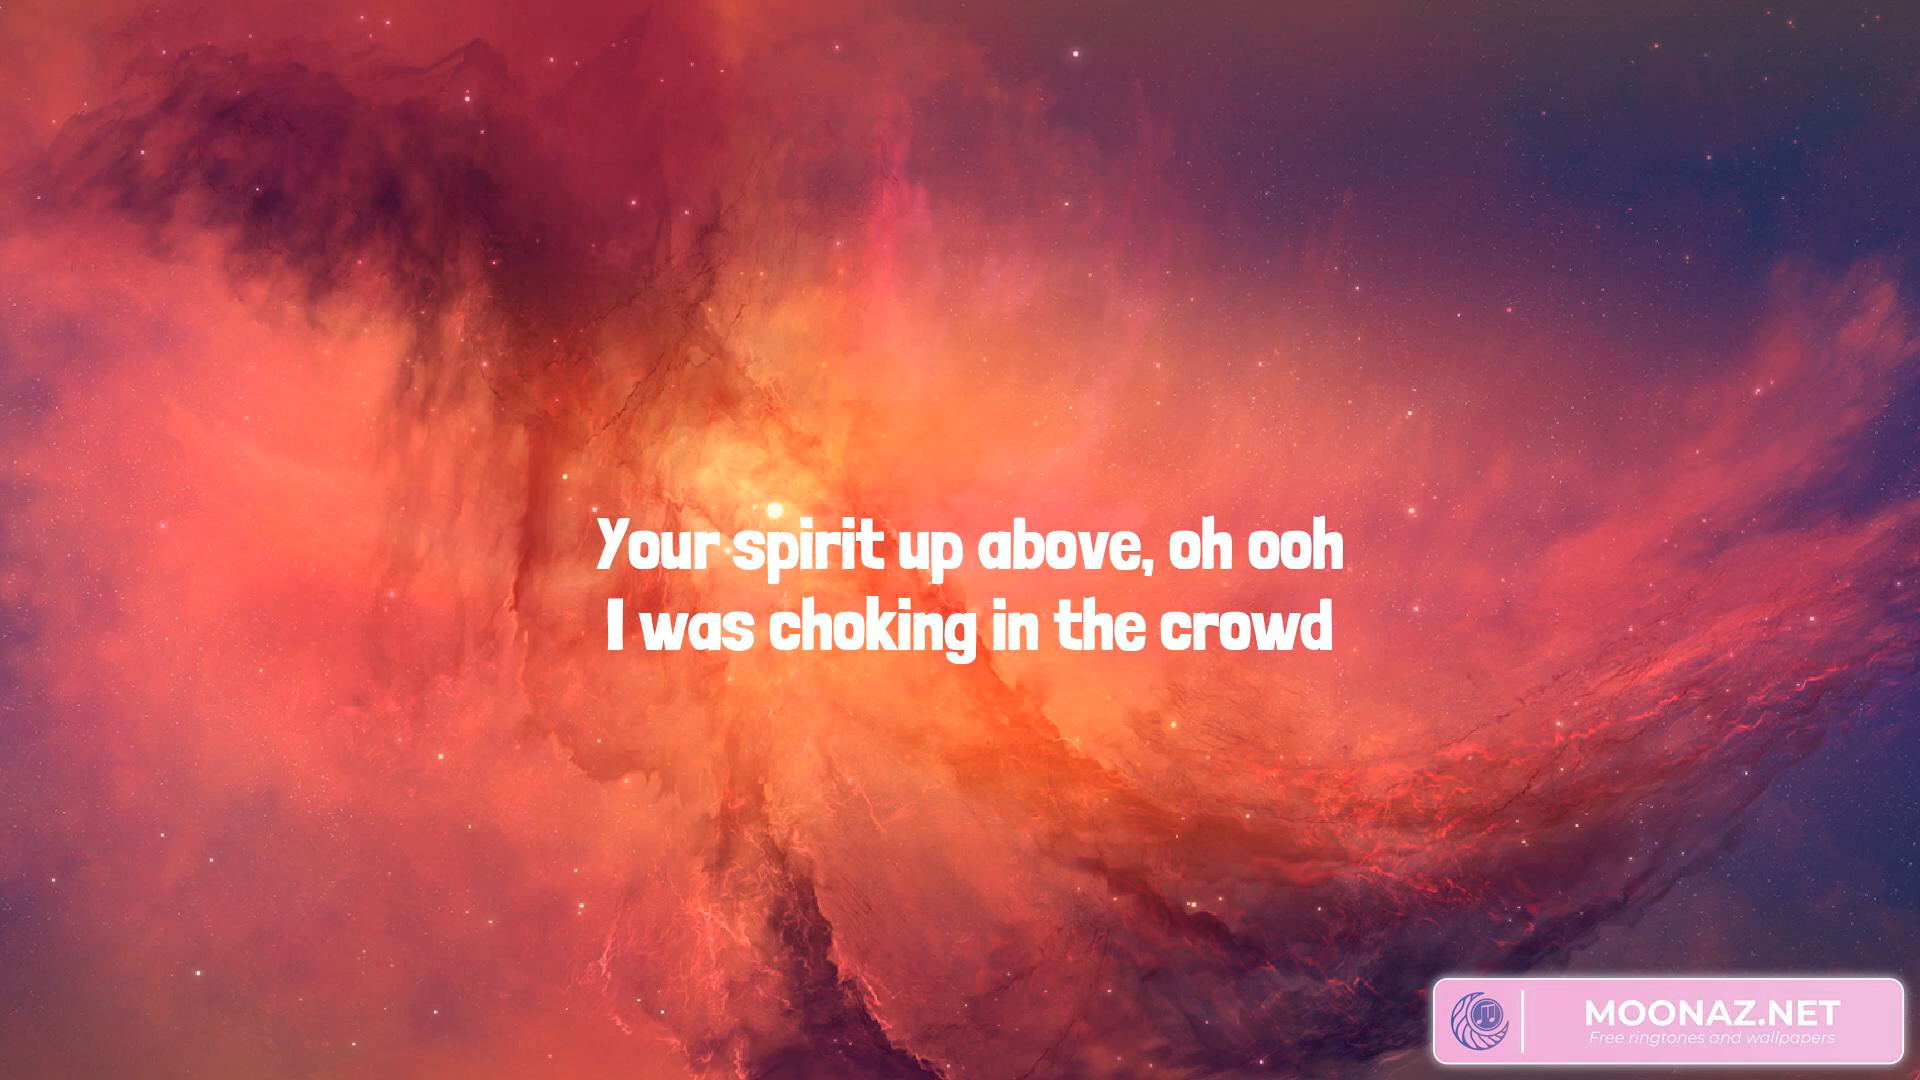 Your spirit up above, oh ooh
I was choking in the crowd
MOONAZ.NET
Free ringtones and wallpapers